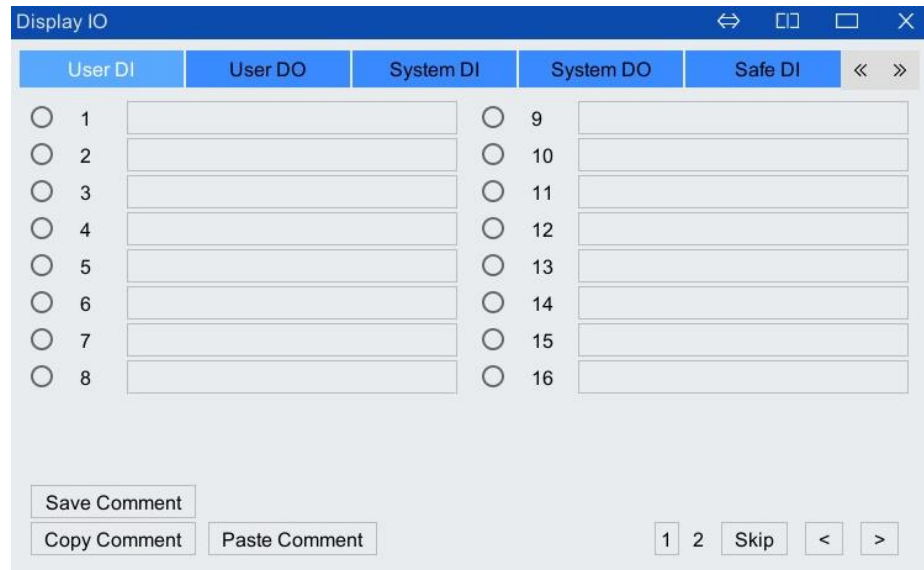 Display IO
User DI User DO System DI System DO Safe DI « »
1 9
2 10
3 11
4 12
5 13
6 14
7 15
8 16
Save Comment
Copy Comment Paste Comment 1 2 Skip < >